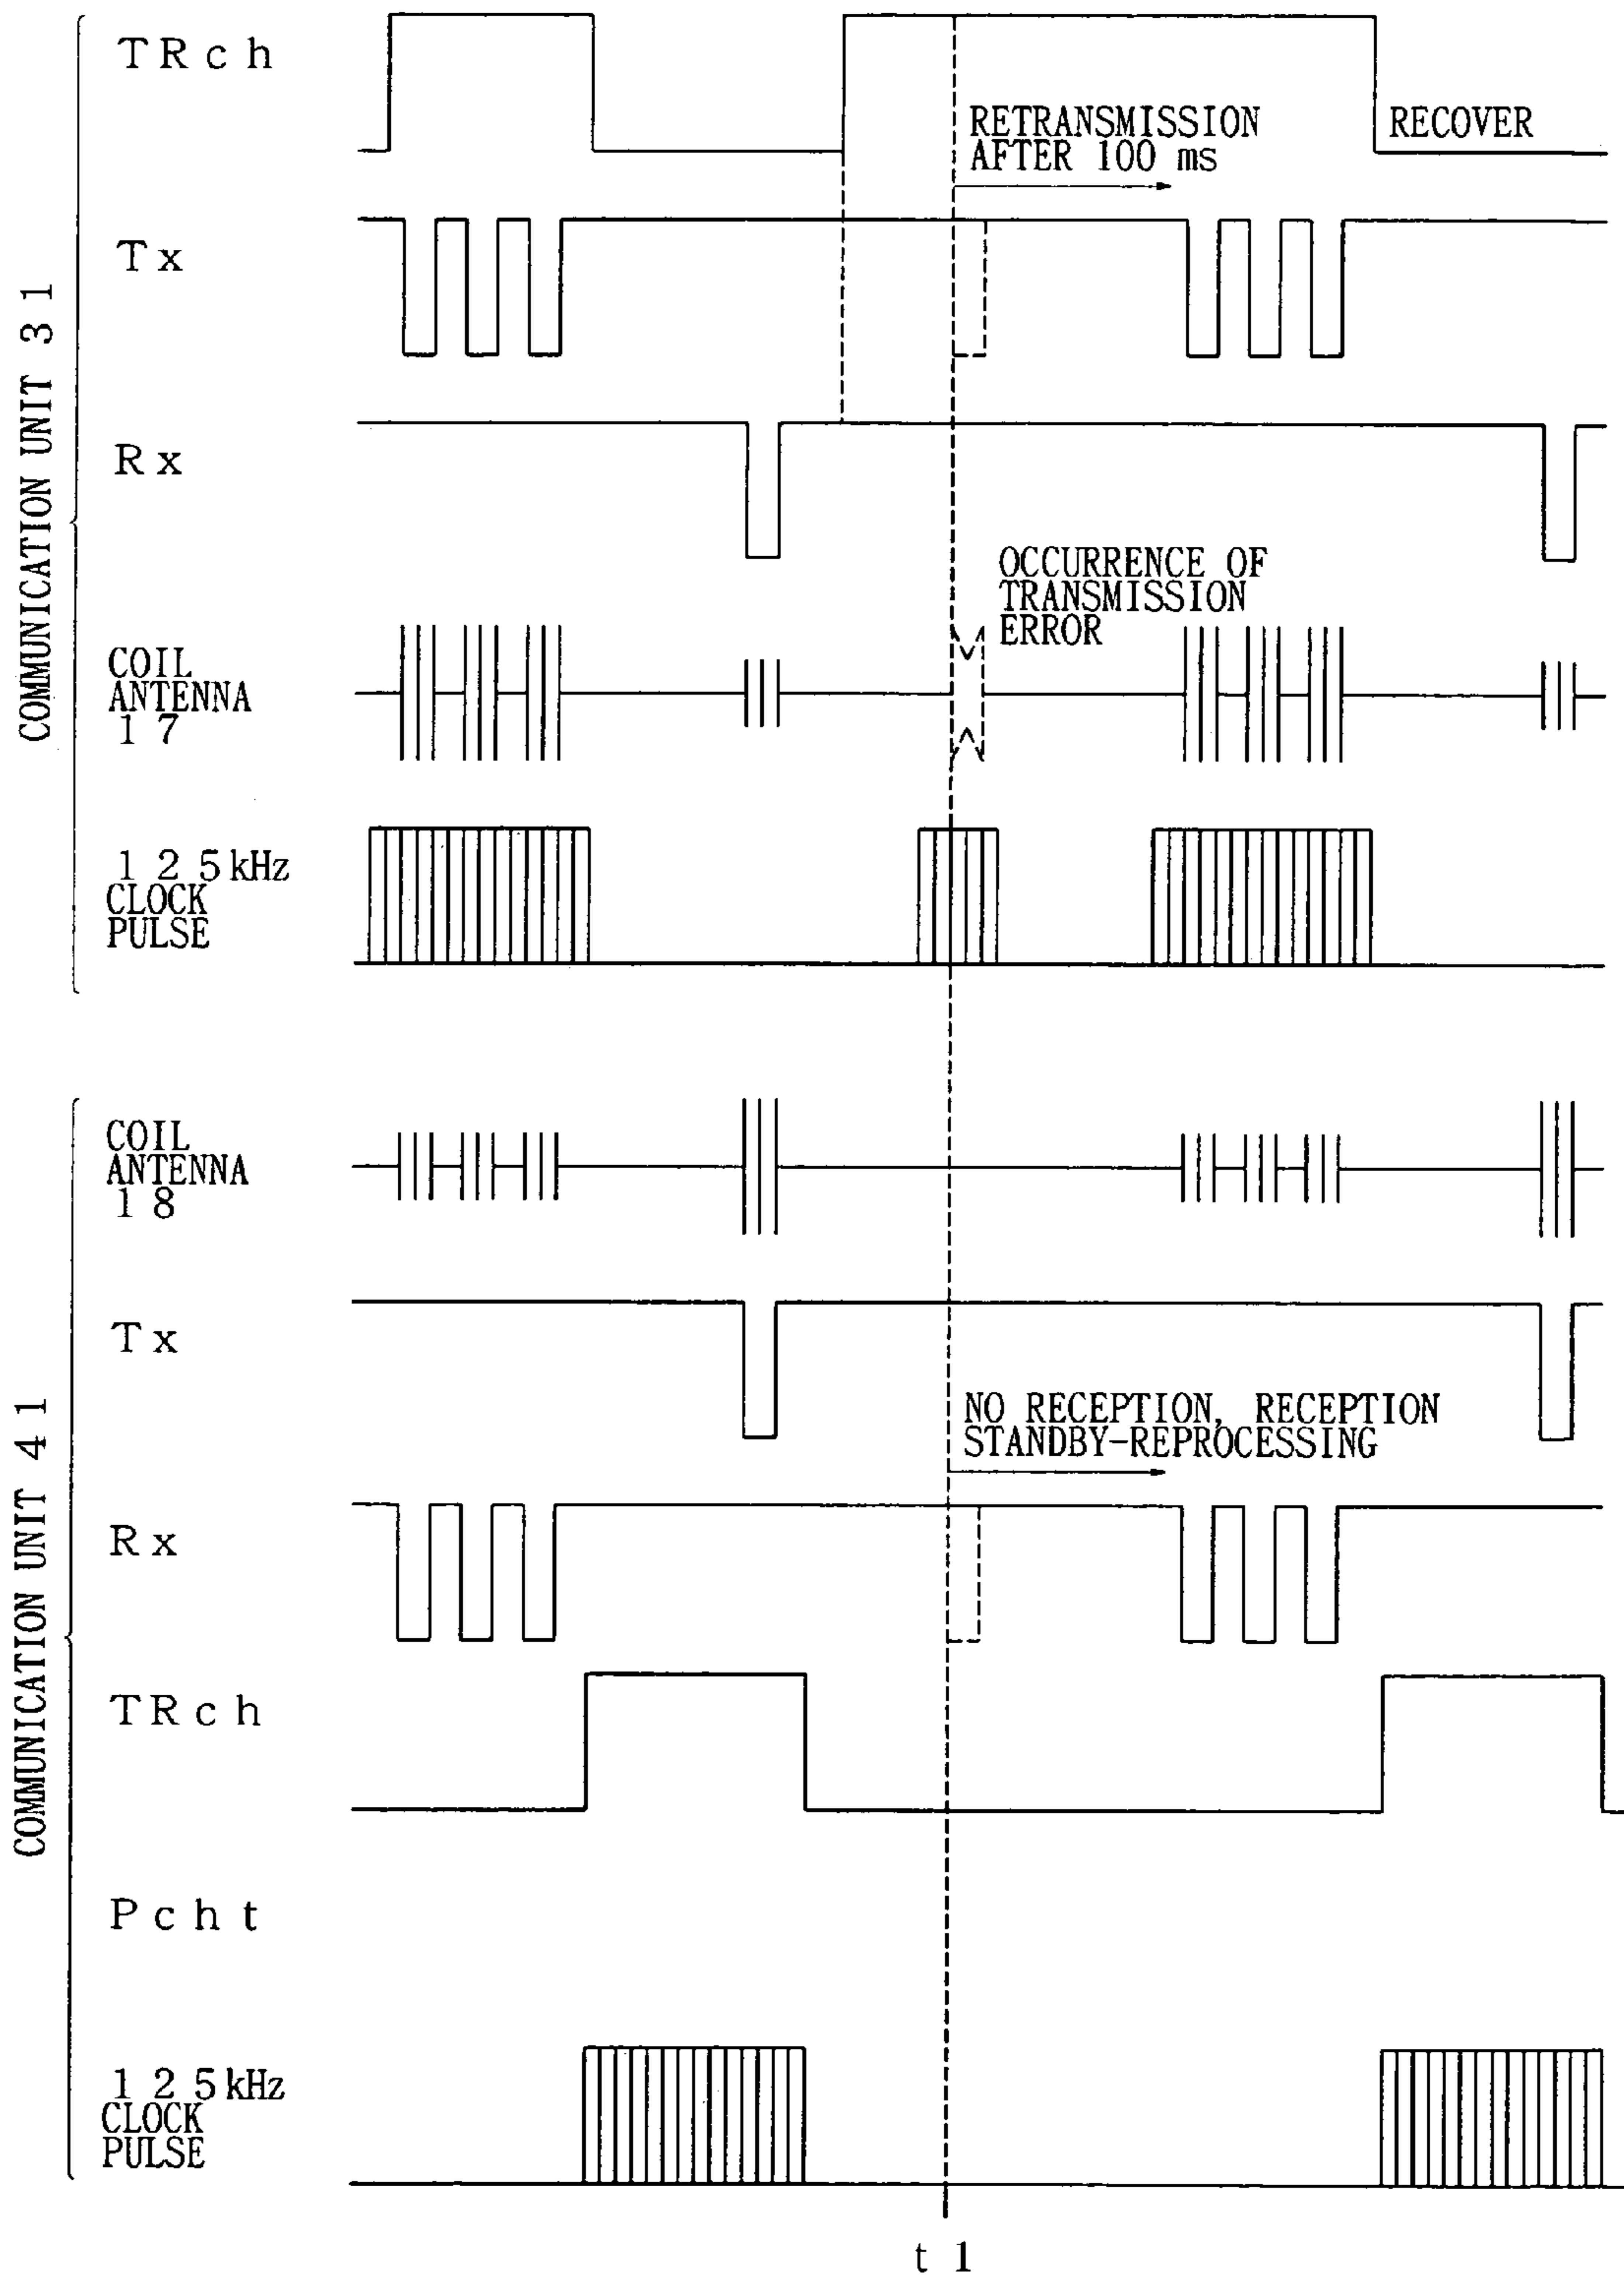 COMMUNICATION UNIT 31
TRch
RETRANSMISSION
AFTER 100 ms
RECOVER
Tx
Rx
OCCURRENCE OF
TRANSMISSION
ERROR
COIL
ANTENNA
17
125kHz
CLOCK
PULSE
COMMUNICATION UNIT 41
COIL
ANTENNA
18
Tx
NO RECEPTION, RECEPTION
STANDBY-REPROCESSING
Rx
TRch
Pcht
125kHz
CLOCK
PULSE
t1